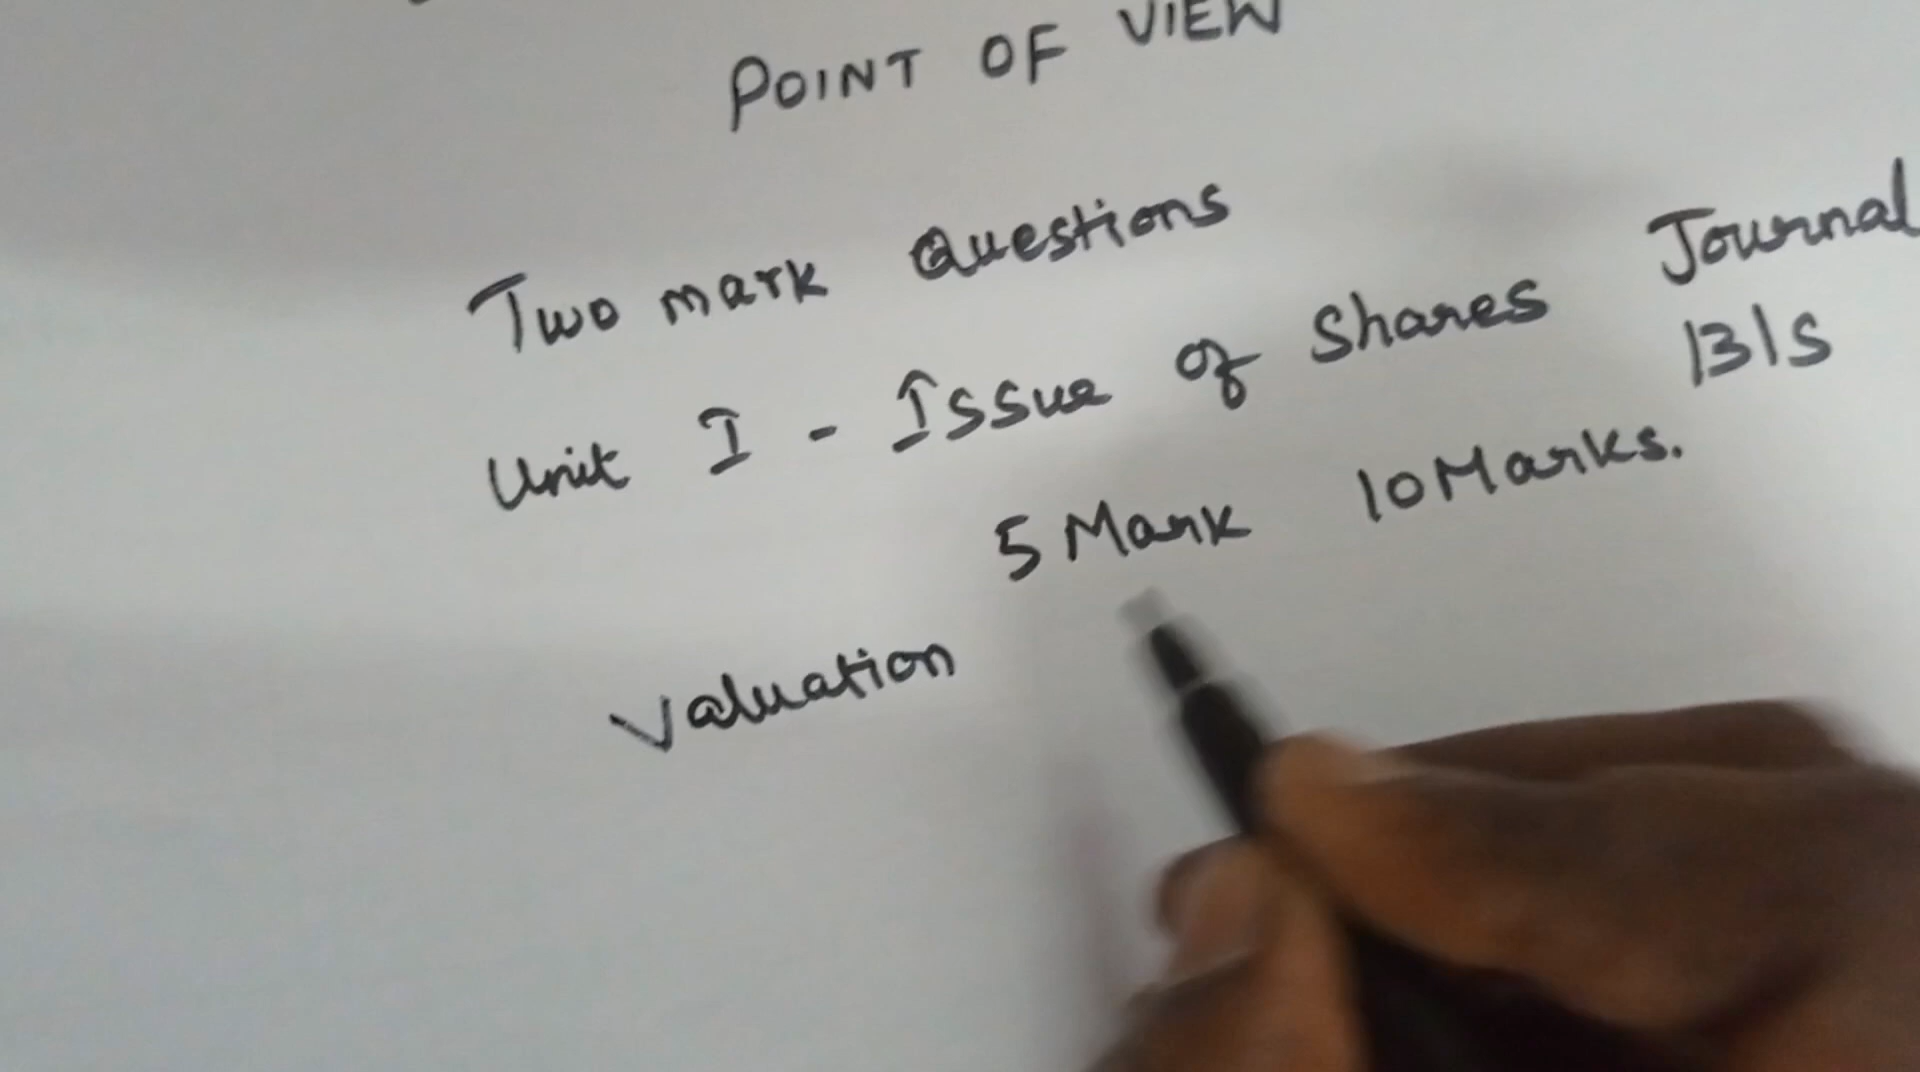 POINT OF VIEW
Two mark Questions
Unit I - Issue of Shares Journal
B/S
5 Mark 10 Marks.
Valuation